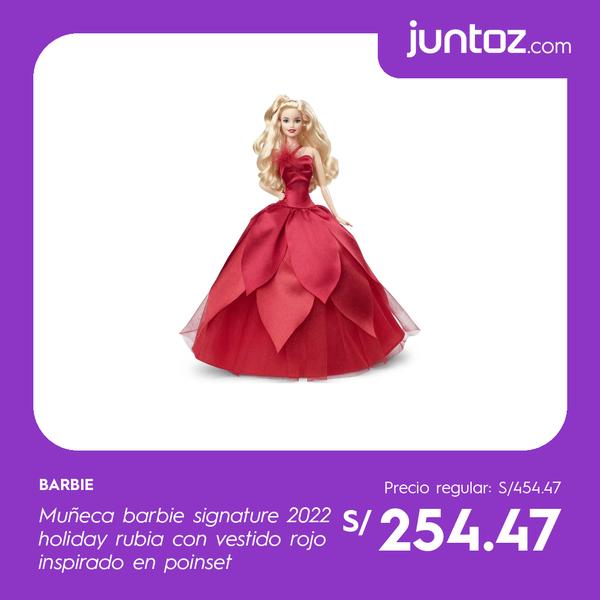 juntoz.com
BARBIE
Muñeca barbie signature 2022
holiday rubia con vestido rojo
inspirado en poinset
Precio regular: S/454.47
S/ 254.47